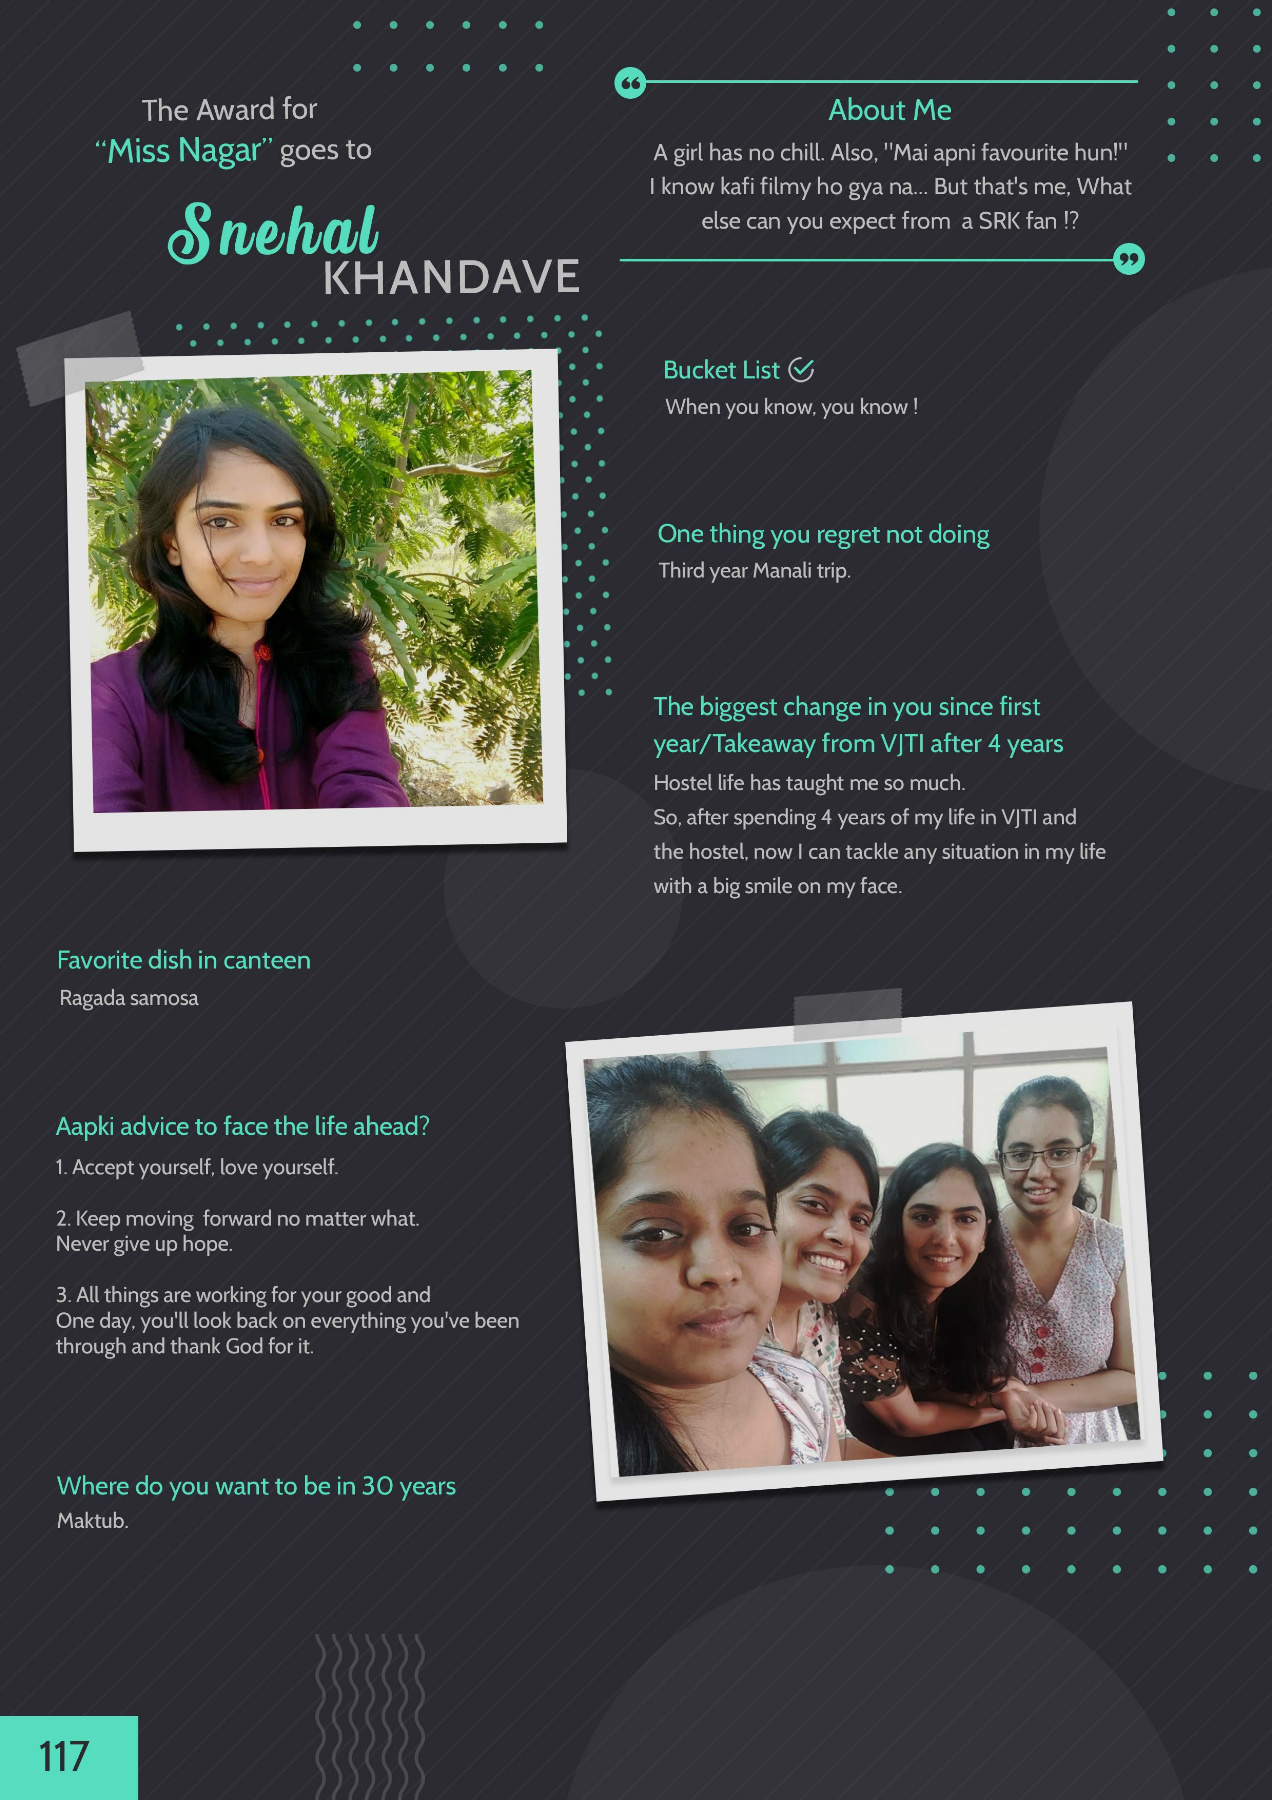 The Award for
“Miss Nagar” goes to
Snehal
KHANDAVE
About Me
A girl has no chill. Also, "Mai apni favourite hun!"
I know kafi filmy ho gya na... But that's me, What
else can you expect from a SRK fan !?
Bucket List
When you know, you know !
One thing you regret not doing
Third year Manali trip.
The biggest change in you since first
year/Takeaway from VJTI after 4 years
Hostel life has taught me so much.
So, after spending 4 years of my life in VJTI and
the hostel, now I can tackle any situation in my life
with a big smile on my face.
Favorite dish in canteen
Ragada samosa
Aapki advice to face the life ahead?
1. Accept yourself, love yourself.
2. Keep moving forward no matter what.
Never give up hope.
3. All things are working for your good and
One day, you'll look back on everything you've been
through and thank God for it.
Where do you want to be in 30 years
Maktub.
117